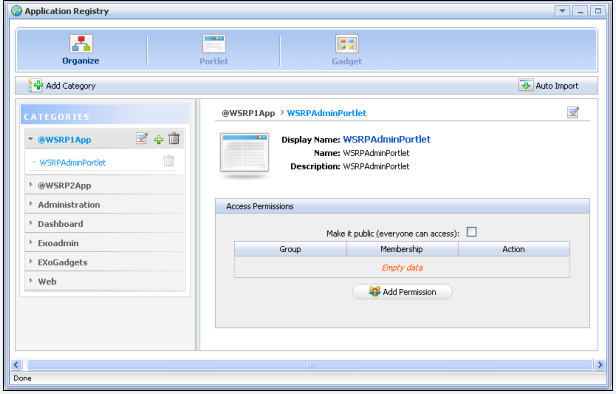 Application Registry
Organize
Portlet
Gadget
Add Category
Auto Import
CATEGORIES
@WSRP1App
WSRPAdminPortlet
@WSRP2App
Administration
Dashboard
Exoadmin
EXoGadgets
Web
@WSRP1App > WSRPAdminPortlet
Display Name: WSRPAdminPortlet
Name: WSRPAdminPortlet
Description: WSRPAdminPortlet
Access Permissions
Make it public (everyone can access):
Group Membership Action
Empty data
Add Permission
Done